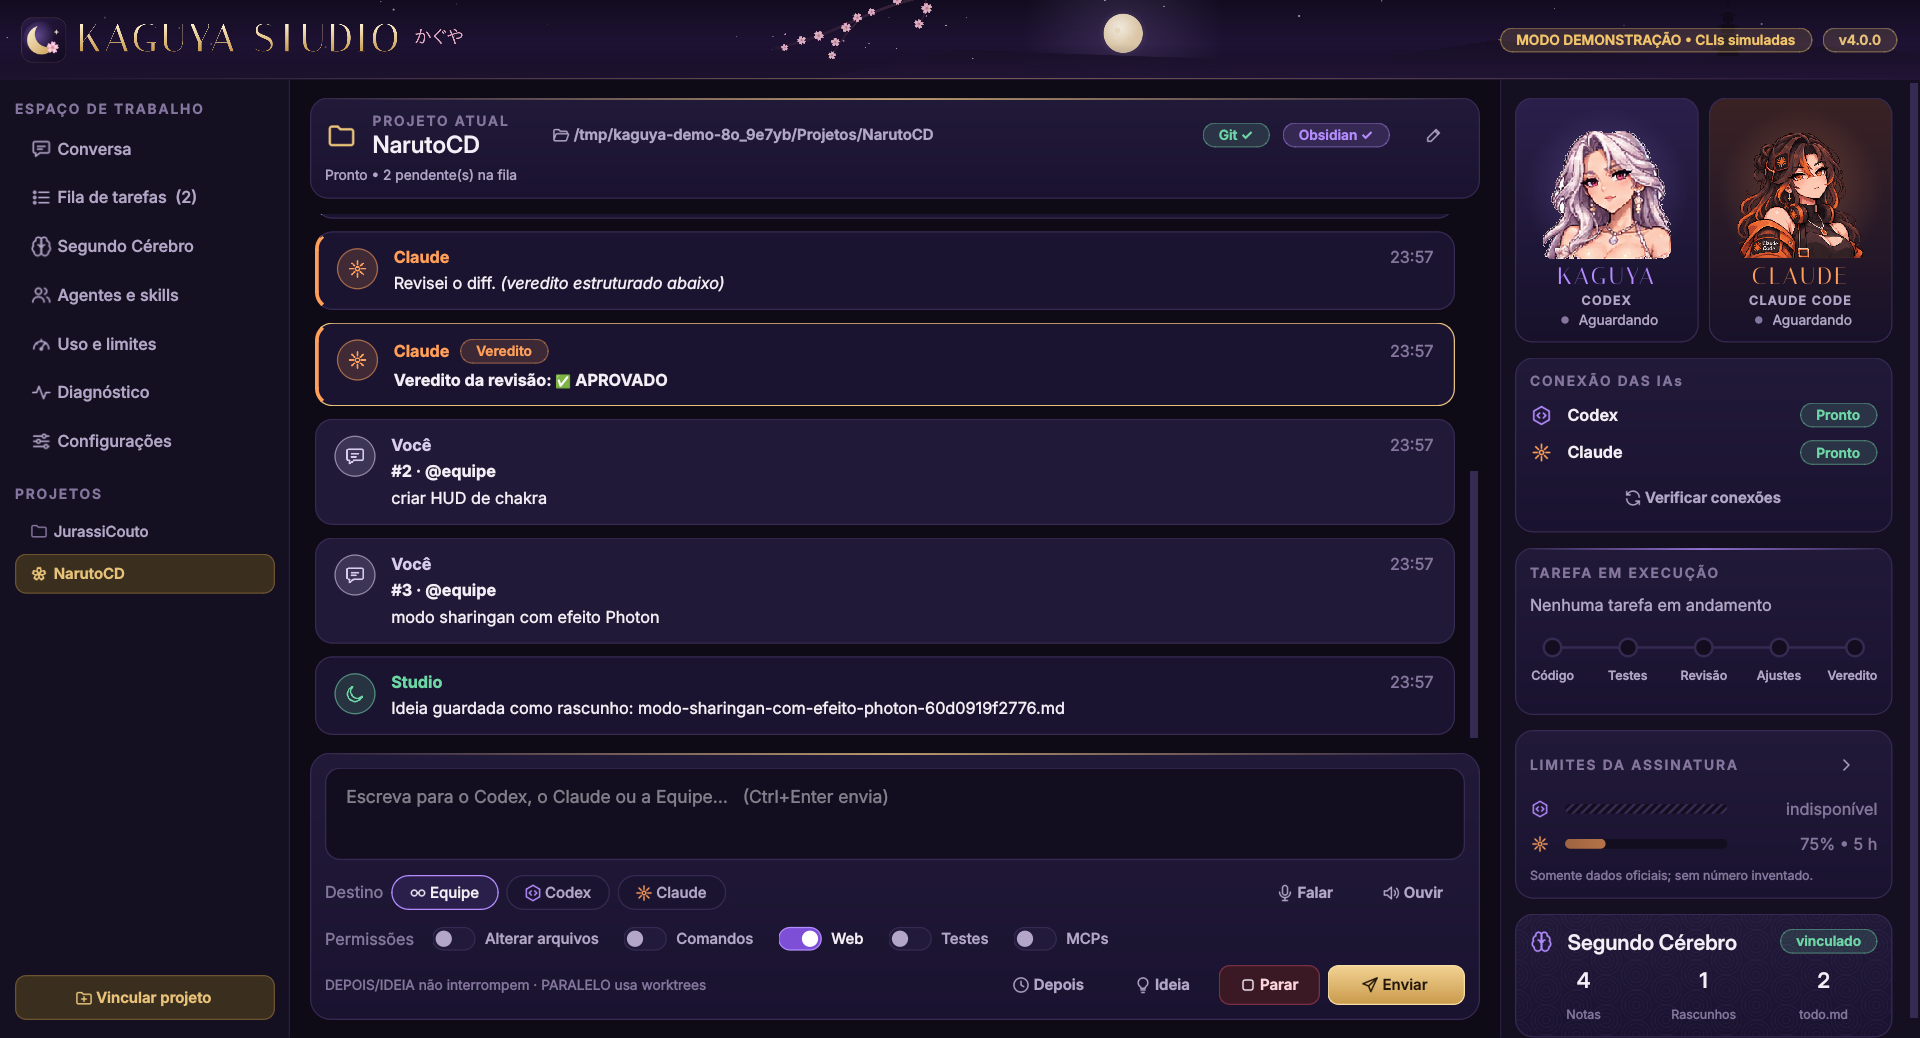 KAGUYA STUDIO かぐや
MODO DEMONSTRAÇÃO • CLIs simuladas
v4.0.0
ESPAÇO DE TRABALHO
Conversa
Fila de tarefas (2)
Segundo Cérebro
Agentes e skills
Uso e limites
Diagnóstico
Configurações
PROJETOS
JurassiCouto
NarutoCD
Vincular projeto
PROJETO ATUAL
NarutoCD
/tmp/kaguya-demo-8o_9e7yb/Projetos/NarutoCD
Git ✓
Obsidian ✓
Pronto • 2 pendente(s) na fila
Claude 23:57
Revisei o diff. (veredito estruturado abaixo)
Claude Veredito 23:57
Veredito da revisão: ✅ APROVADO
Você 23:57
#2 · @equipe
criar HUD de chakra
Você 23:57
#3 · @equipe
modo sharingan com efeito Photon
Studio 23:57
Ideia guardada como rascunho: modo-sharingan-com-efeito-photon-60d0919f2776.md
Escreva para o Codex, o Claude ou a Equipe... (Ctrl+Enter envia)
Destino Equipe Codex Claude Falar Ouvir
Permissões Alterar arquivos Comandos Web Testes MCPs
DEPOIS/IDEIA não interrompem · PARALELO usa worktrees Depois Ideia Parar Enviar
KAGUYA
CODEX
Aguardando
Claude Code
CLAUDE
CLAUDE CODE
Aguardando
CONEXÃO DAS IAs
Codex Pronto
Claude Pronto
Verificar conexões
TAREFA EM EXECUÇÃO
Nenhuma tarefa em andamento
Código Testes Revisão Ajustes Veredito
LIMITES DA ASSINATURA
indisponível
75% • 5 h
Somente dados oficiais; sem número inventado.
Segundo Cérebro vinculado
4 1 2
Notas Rascunhos todo.md